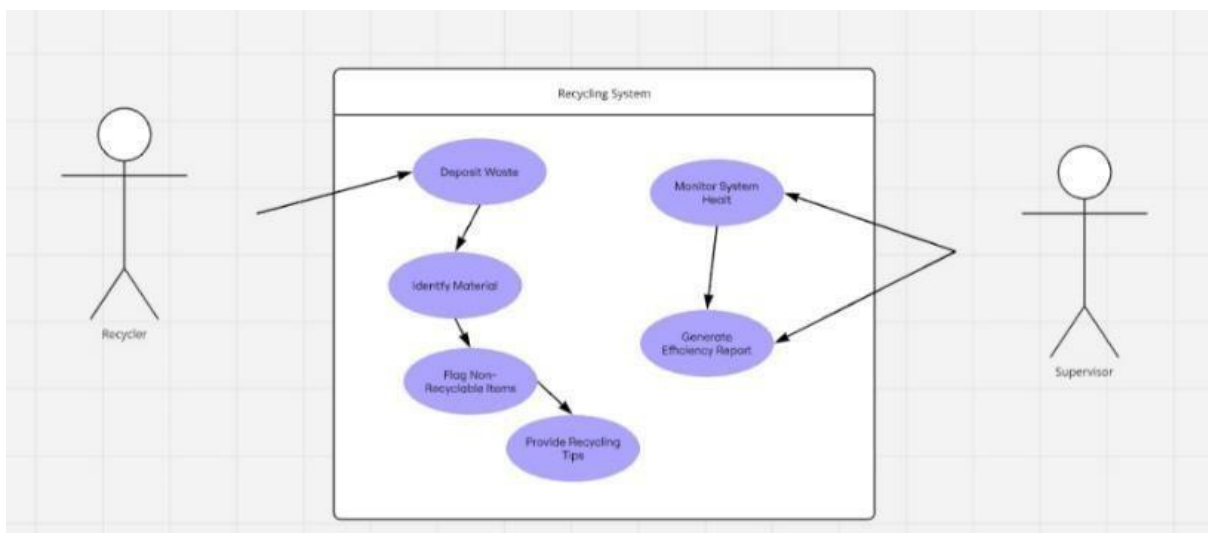 Recycling System
Deposit Waste
Monitor System
Healt
Identify Material
Recycler
Generate
Efficiency Report
Flag Non-
Recyclable Items
Supervisor
Provide Recycling
Tips